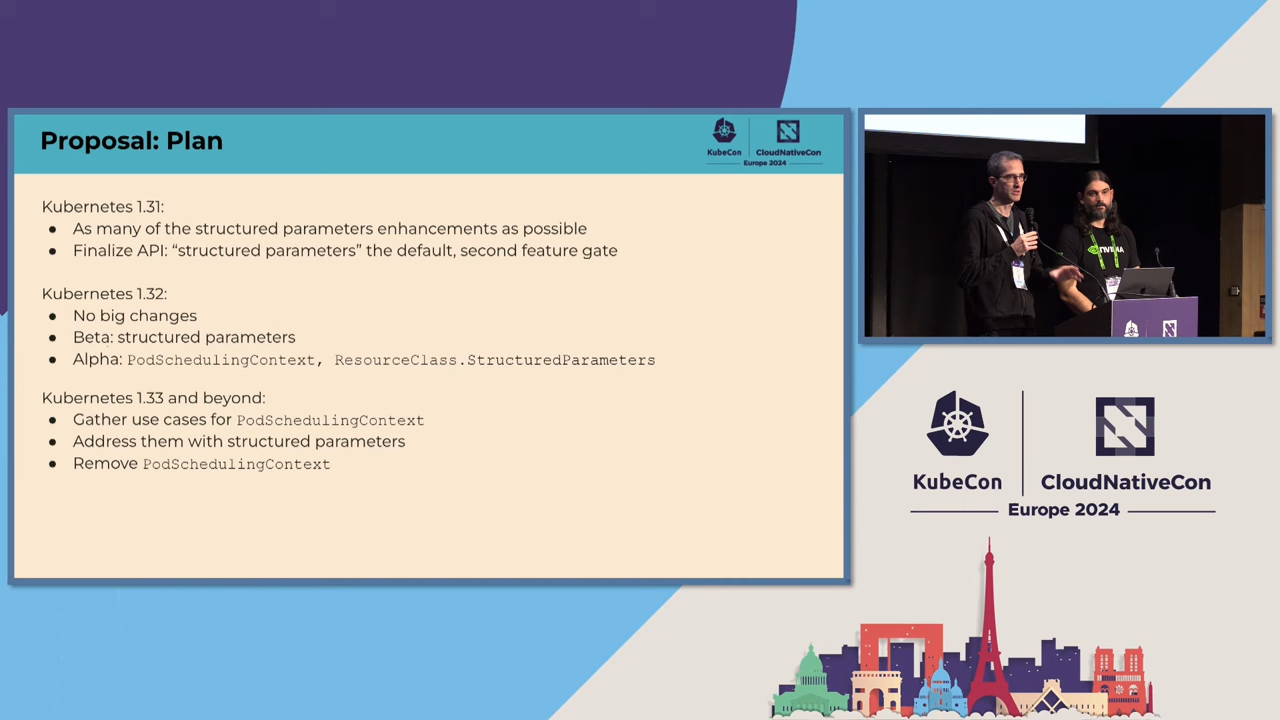 Proposal: Plan
KubeCon
CloudNativeCon
Europe 2024
Kubernetes 1.31:
● As many of the structured parameters enhancements as possible
● Finalize API: “structured parameters” the default, second feature gate
Kubernetes 1.32:
● No big changes
● Beta: structured parameters
● Alpha: PodSchedulingContext, ResourceClass.StructuredParameters
Kubernetes 1.33 and beyond:
● Gather use cases for PodSchedulingContext
● Address them with structured parameters
● Remove PodSchedulingContext
NVIDIA
KubeCon
CloudNativeCon
Europe 2024